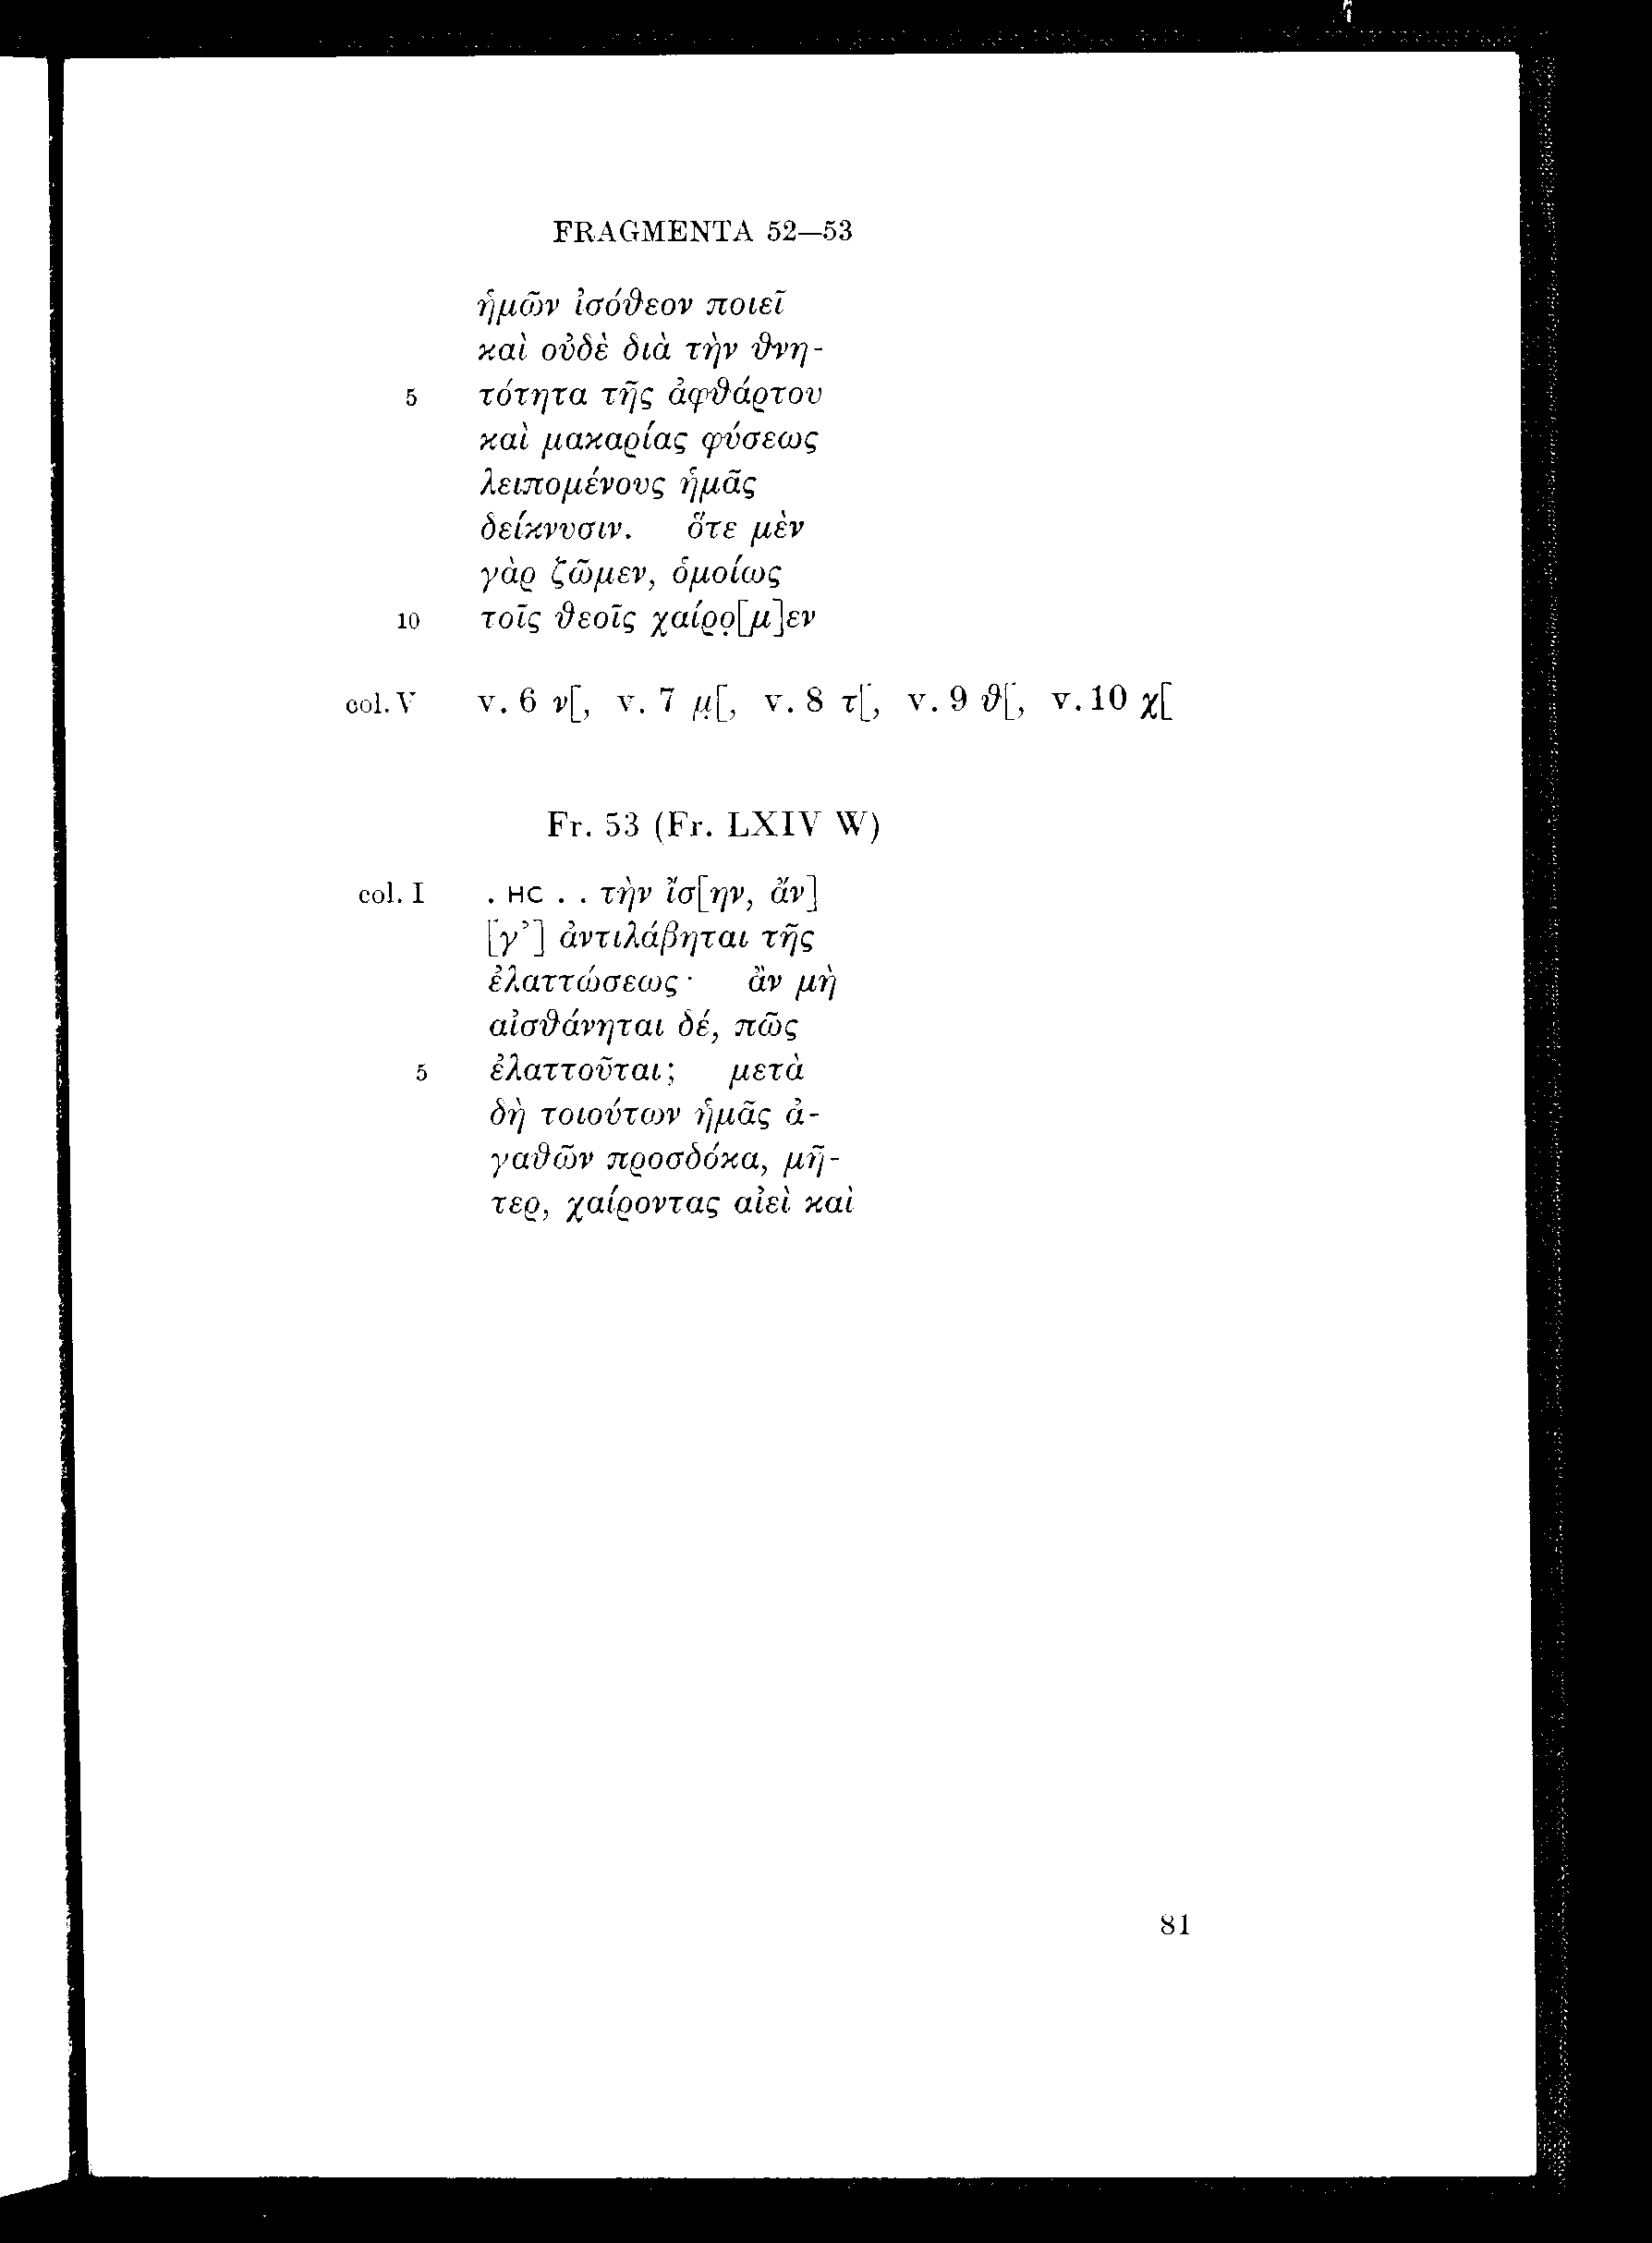 FRAGMENTA 52—53
ἡμῶν ἰσόθεον ποιεῖ
καὶ οὐδὲ διὰ τὴν θνη-
5 τότητα τῆς ἀφθάρτου
καὶ μακαρίας φύσεως
λειπομένους ἡμᾶς
δείκνυσιν. ὅτε μὲν
γὰρ ζῶμεν, ὁμοίως
10 τοῖς θεοῖς χαίρο̣[μ]εν
col. V v. 6 ν[, v. 7 μ̣[, v. 8 τ[, v. 9 θ[, v. 10 χ[
Fr. 53 (Fr. LXIV W)
col. I . HC . . τὴν ἴσ[ην, ἄν]
[γ’] ἀντιλάβηται τῆς
ἐλαττώσεως· ἂν μὴ
αἰσθάνηται δέ, πῶς
5 ἐλαττοῦται; μετὰ
δὴ τοιούτων ἡμᾶς ἀ-
γαθῶν προσδόκα, μῆ-
τερ, χαίροντας αἰεὶ καὶ
81